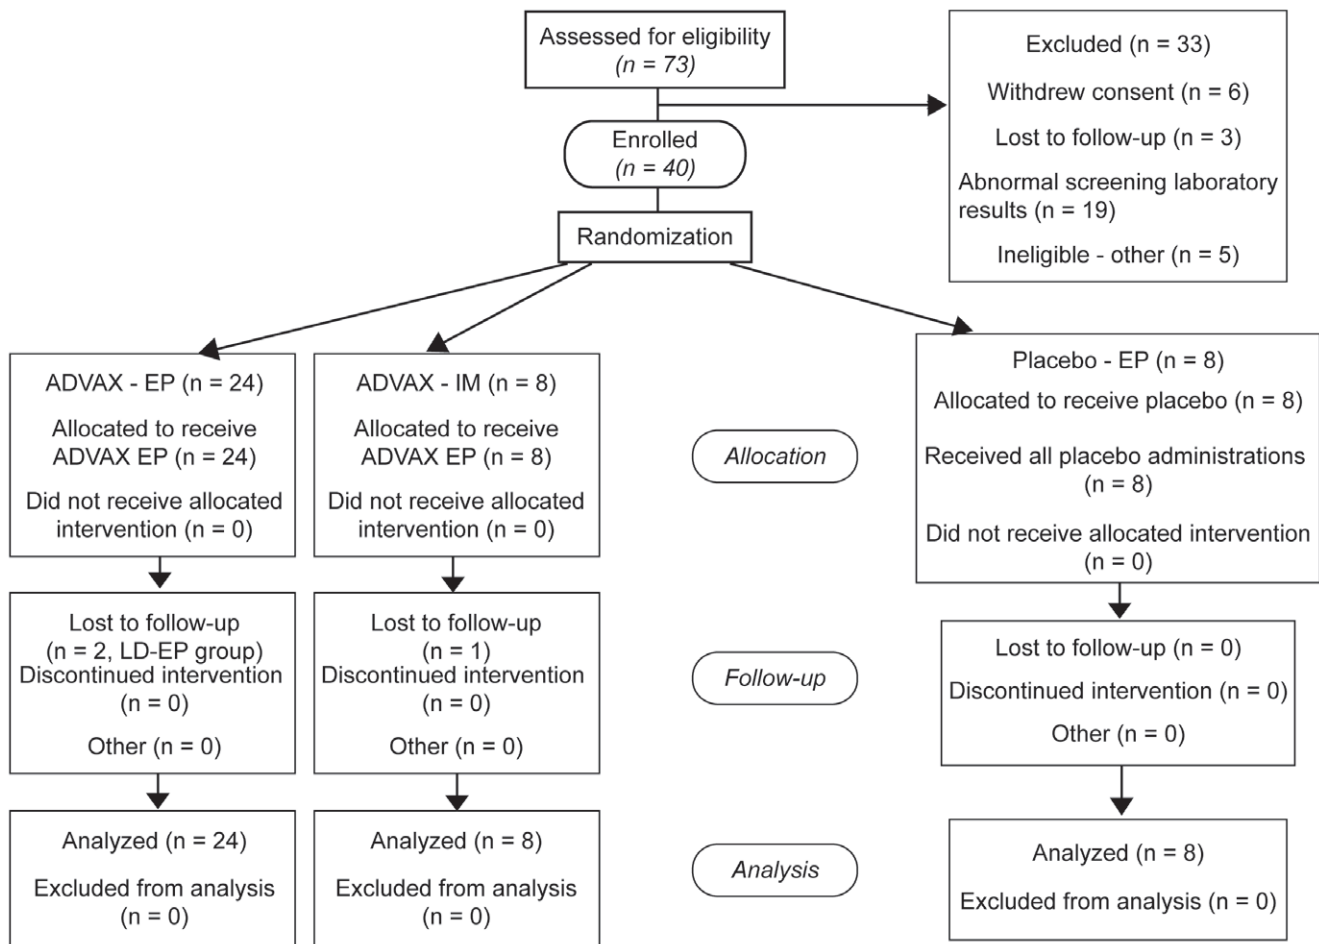 Assessed for eligibility
(n = 73)
Excluded (n = 33)
Withdrew consent (n = 6)
Lost to follow-up (n = 3)
Abnormal screening laboratory
results (n = 19)
Ineligible - other (n = 5)
Enrolled
(n = 40)
Randomization
ADVAX - EP (n = 24)
Allocated to receive
ADVAX EP (n = 24)
Did not receive allocated
intervention (n = 0)
ADVAX - IM (n = 8)
Allocated to receive
ADVAX EP (n = 8)
Did not receive allocated
intervention (n = 0)
Allocation
Placebo - EP (n = 8)
Allocated to receive placebo (n = 8)
Received all placebo administrations
(n = 8)
Did not receive allocated intervention
(n = 0)
Lost to follow-up
(n = 2, LD-EP group)
Discontinued intervention
(n = 0)
Other (n = 0)
Lost to follow-up
(n = 1)
Discontinued intervention
(n = 0)
Other (n = 0)
Follow-up
Lost to follow-up (n = 0)
Discontinued intervention (n = 0)
Other (n = 0)
Analyzed (n = 24)
Excluded from analysis
(n = 0)
Analyzed (n = 8)
Excluded from analysis
(n = 0)
Analysis
Analyzed (n = 8)
Excluded from analysis (n = 0)